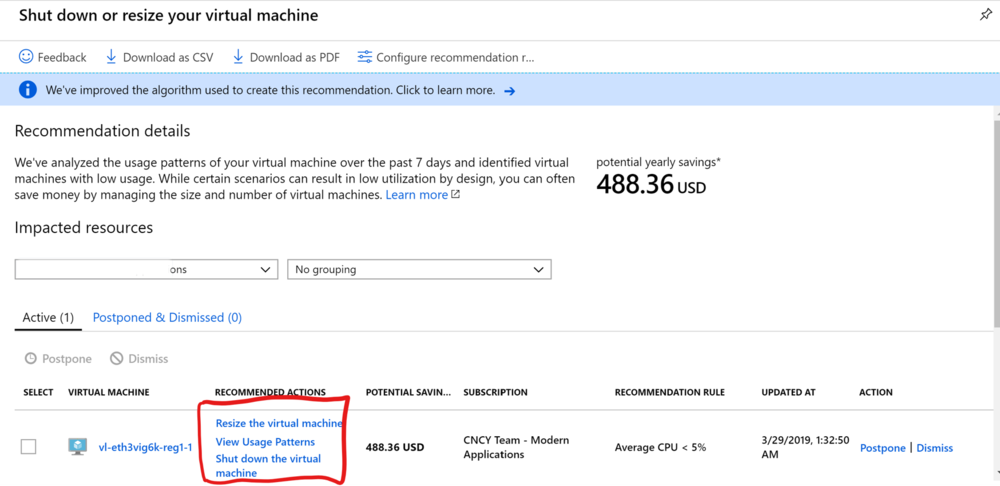 Shut down or resize your virtual machine
Feedback
Download as CSV
Download as PDF
Configure recommendation r...
We've improved the algorithm used to create this recommendation. Click to learn more.
Recommendation details
We've analyzed the usage patterns of your virtual machine over the past 7 days and identified virtual
machines with low usage. While certain scenarios can result in low utilization by design, you can often
save money by managing the size and number of virtual machines. Learn more
potential yearly savings*
488.36 USD
Impacted resources
ons
No grouping
Active (1)
Postponed & Dismissed (0)
Postpone
Dismiss
SELECT VIRTUAL MACHINE RECOMMENDED ACTIONS POTENTIAL SAVIN... SUBSCRIPTION RECOMMENDATION RULE UPDATED AT ACTION
vl-eth3vig6k-reg1-1
Resize the virtual machine
View Usage Patterns
Shut down the virtual
machine
488.36 USD
CNCY Team - Modern
Applications
Average CPU < 5%
3/29/2019, 1:32:50
AM
Postpone | Dismiss